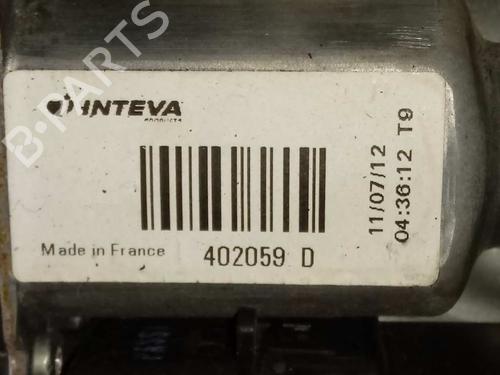 INTEVA
PRODUCTS
Made in France
402059 D
11/07/12
04:36:12 T9
B-PARTS